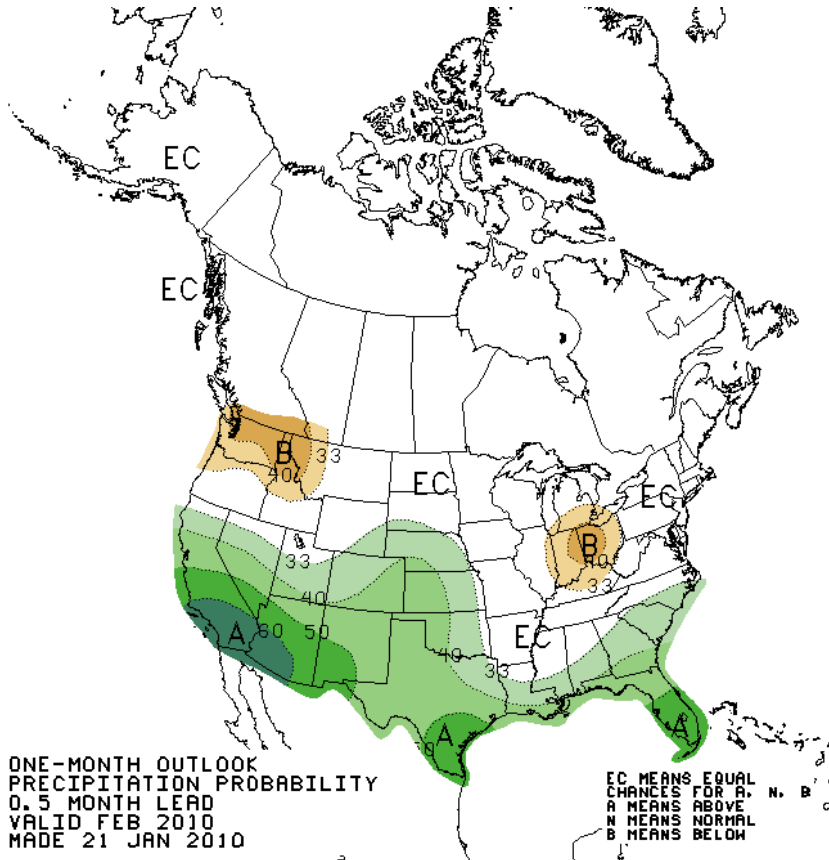 EC
EC
B
33
40
EC
EC
B
40
33
33
40
A
60
50
EC
40
33
A
A
ONE-MONTH OUTLOOK
PRECIPITATION PROBABILITY
0.5 MONTH LEAD
VALID FEB 2010
MADE 21 JAN 2010
EC MEANS EQUAL
CHANCES FOR A, N, B
A MEANS ABOVE
N MEANS NORMAL
B MEANS BELOW